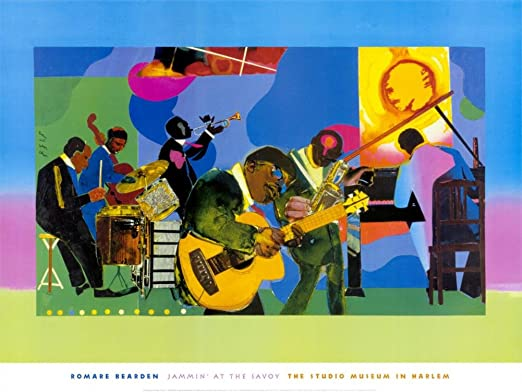 ROMARE BEARDEN JAMMIN' AT THE SAVOY THE STUDIO MUSEUM IN HARLEM